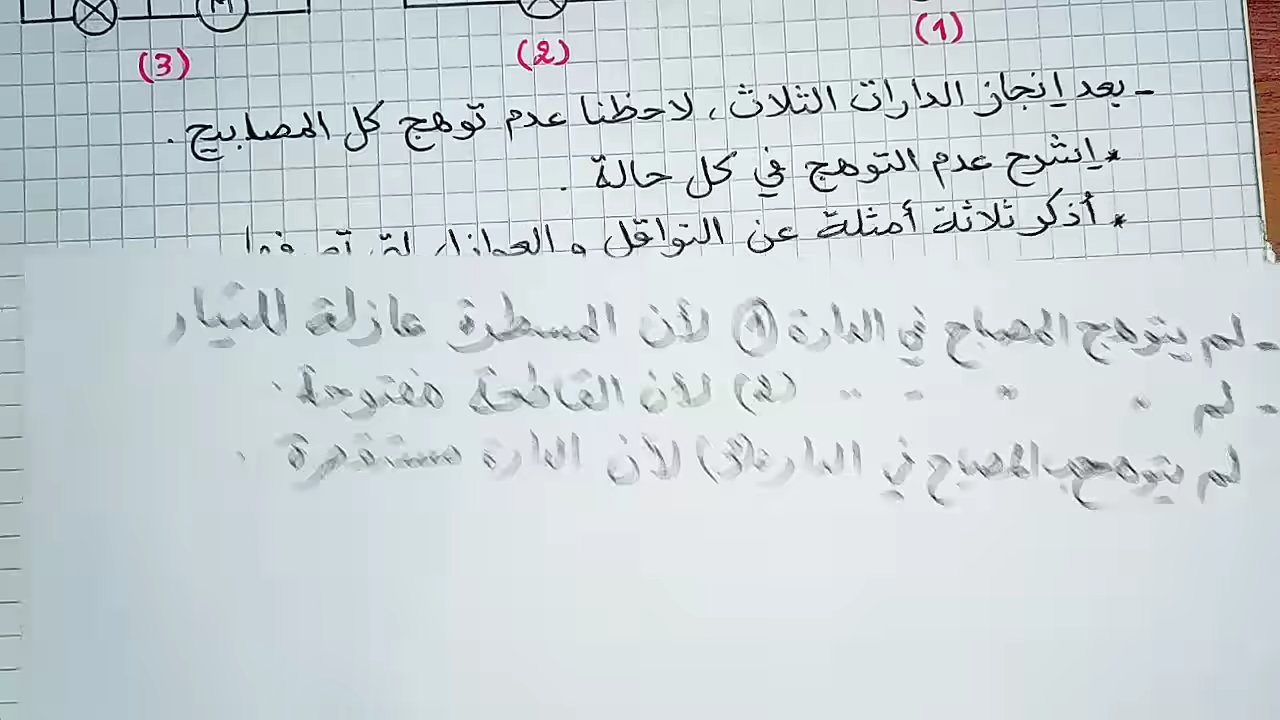 M
(3) (2) (1)
- بعد إنجاز الدارات الثلاث، لاحظنا عدم توهج كل المصابيح.
* إشرح عدم التوهج في كل حالة.
* أذكر ثلاثة أمثلة عن النواقل و العوازل
- لم يتوهج المصباح في الدارة (1) لأن المسطرة عازلة للتيار
- لم " " " " (2) لأن القاطعة مفتوحة.
لم يتوهج المصباح في الدارة (3) لأن الدارة مستقصرة.